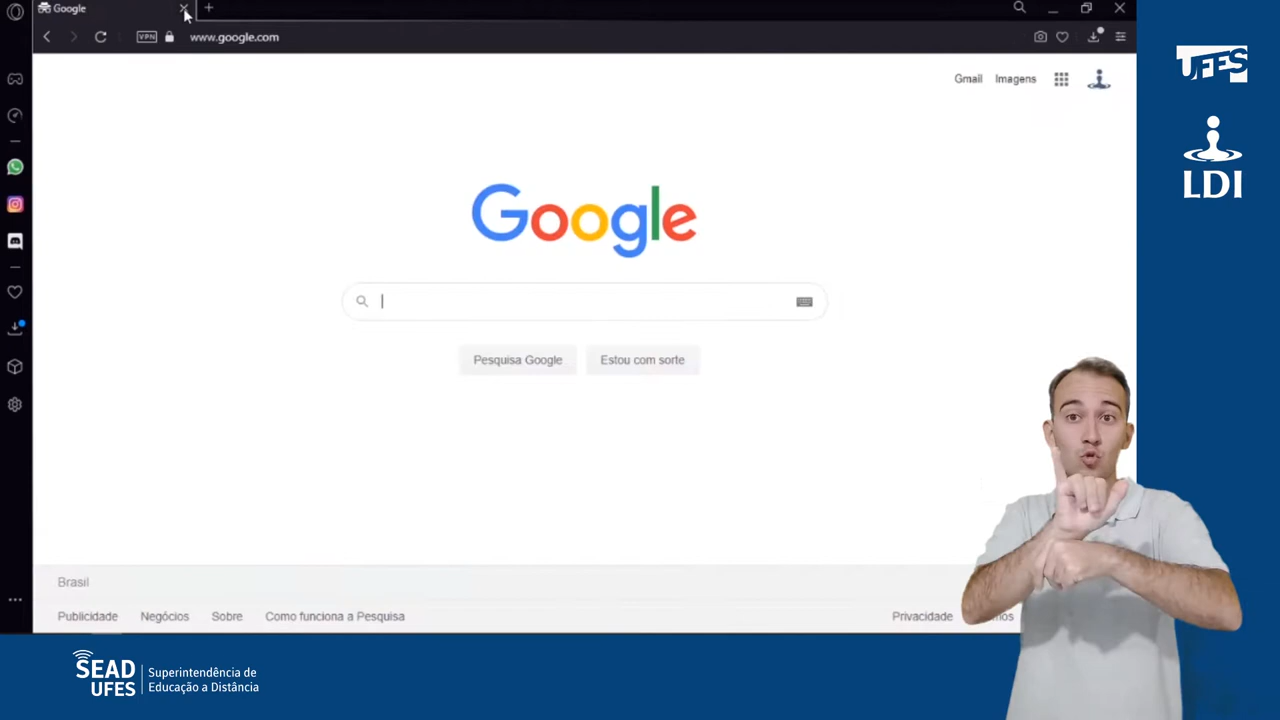 Google
VPN
www.google.com
Gmail
Imagens
UFES
LDI
Google
Pesquisa Google
Estou com sorte
Brasil
Publicidade
Negócios
Sobre
Como funciona a Pesquisa
Privacidade
SEAD
UFES
Superintendência de
Educação a Distância